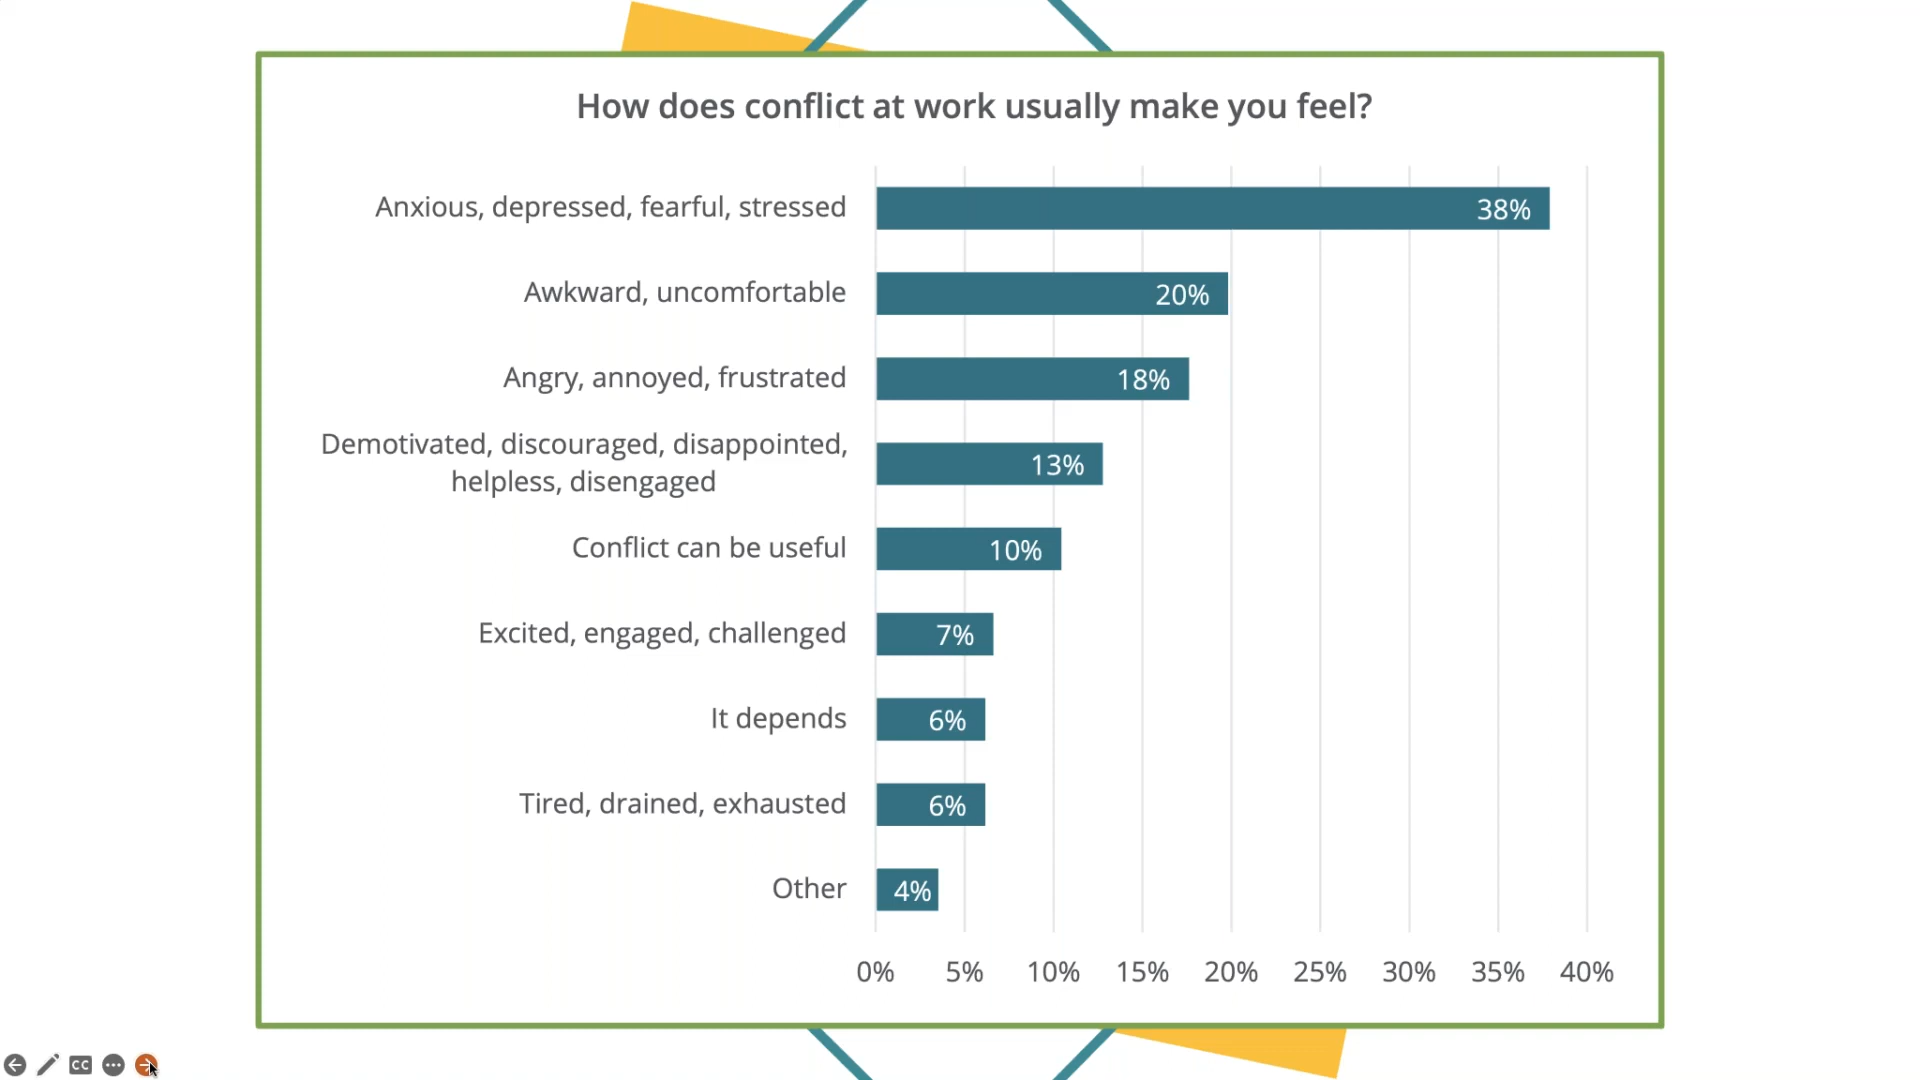 How does conflict at work usually make you feel?
Anxious, depressed, fearful, stressed
38%
Awkward, uncomfortable
20%
Angry, annoyed, frustrated
18%
Demotivated, discouraged, disappointed,
helpless, disengaged
13%
Conflict can be useful
10%
Excited, engaged, challenged
7%
It depends
6%
Tired, drained, exhausted
6%
Other
4%
0% 5% 10% 15% 20% 25% 30% 35% 40%
CC